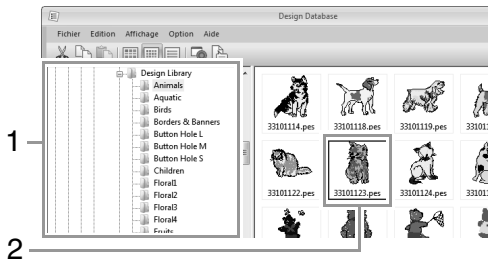 Design Database
Fichier Edition Affichage Option Aide
Design Library
Animals
Aquatic
Birds
Borders & Banners
Button Hole L
Button Hole M
Button Hole S
Children
Floral1
Floral2
Floral3
Floral4
Fruits
33101114.pes 33101118.pes 33101119.pes
33101122.pes 33101123.pes 33101124.pes
1
2